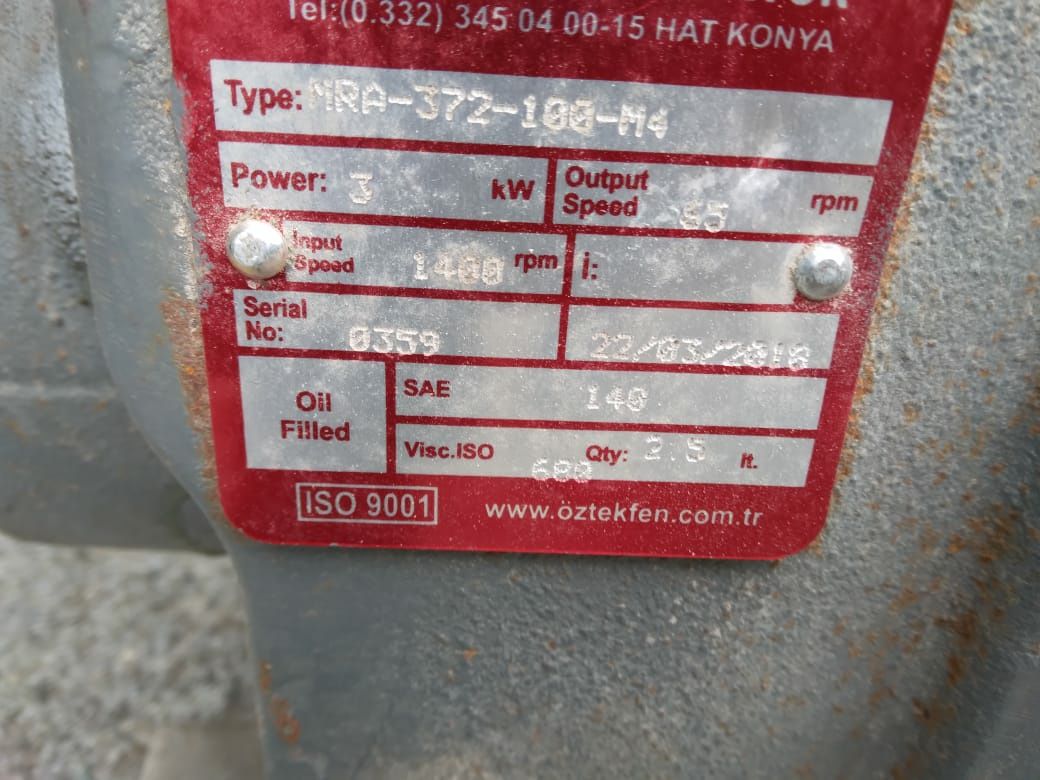 Tel:(0.332) 345 04 00-15 HAT KONYA
Type: MRA-372-100-M4
Power: 3 kW
Output Speed 65 rpm
Input Speed 1400 rpm
i:
Serial No: 0359
22/03/2018
Oil Filled
SAE 140
Visc.ISO 680 Qty: 2.5 lt.
ISO 9001
www.öztekfen.com.tr